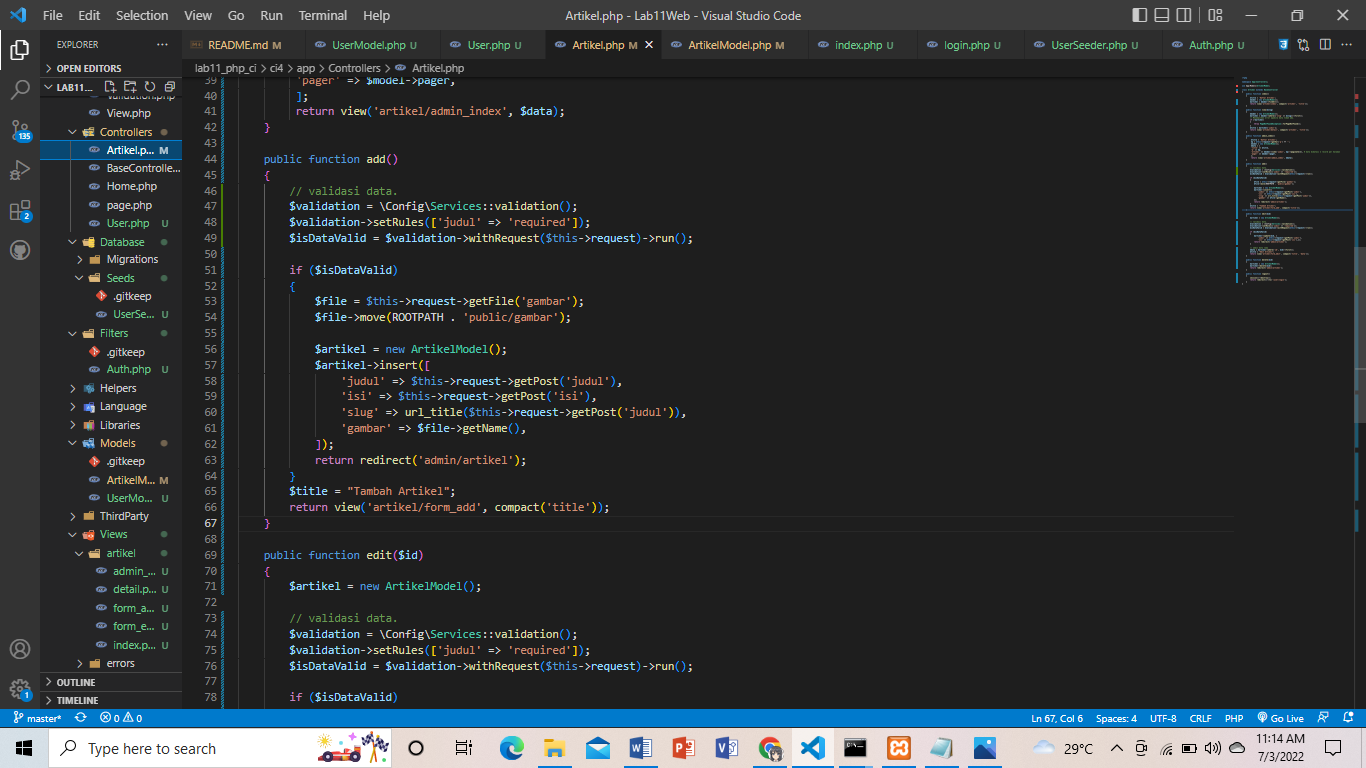 File Edit Selection View Go Run Terminal Help
Artikel.php - Lab11Web - Visual Studio Code
EXPLORER
README.md M
UserModel.php U
User.php U
Artikel.php M
ArtikelModel.php M
index.php U
login.php U
UserSeeder.php U
Auth.php U
OPEN EDITORS
LAB11...
lab11_php_ci > ci4 > app > Controllers > Artikel.php
Validation.php
View.php
Controllers
Artikel.p... M
BaseControlle...
Home.php
page.php
User.php U
Database
Migrations
Seeds
.gitkeep
UserSe... U
Filters
.gitkeep
Auth.php U
Helpers
Language
Libraries
Models
.gitkeep
ArtikelM... M
UserMo... U
ThirdParty
Views
artikel
admin_... U
detail.p... U
form_a... U
form_e... U
index.p... U
errors
OUTLINE
TIMELINE
135
2
1
39 'pager' => $model->pager,
40 ];
41 return view('artikel/admin_index', $data);
42 }
43
44 public function add()
45 {
46 // validasi data.
47 $validation = \Config\Services::validation();
48 $validation->setRules(['judul' => 'required']);
49 $isDataValid = $validation->withRequest($this->request)->run();
50
51 if ($isDataValid)
52 {
53 $file = $this->request->getFile('gambar');
54 $file->move(ROOTPATH . 'public/gambar');
55
56 $artikel = new ArtikelModel();
57 $artikel->insert([
58 'judul' => $this->request->getPost('judul'),
59 'isi' => $this->request->getPost('isi'),
60 'slug' => url_title($this->request->getPost('judul')),
61 'gambar' => $file->getName(),
62 ]);
63 return redirect('admin/artikel');
64 }
65 $title = "Tambah Artikel";
66 return view('artikel/form_add', compact('title'));
67 }
68
69 public function edit($id)
70 {
71 $artikel = new ArtikelModel();
72
73 // validasi data.
74 $validation = \Config\Services::validation();
75 $validation->setRules(['judul' => 'required']);
76 $isDataValid = $validation->withRequest($this->request)->run();
77
78 if ($isDataValid)
master* 0 0 Ln 67, Col 6 Spaces: 4 UTF-8 CRLF PHP Go Live
Type here to search
29°C
11:14 AM
7/3/2022